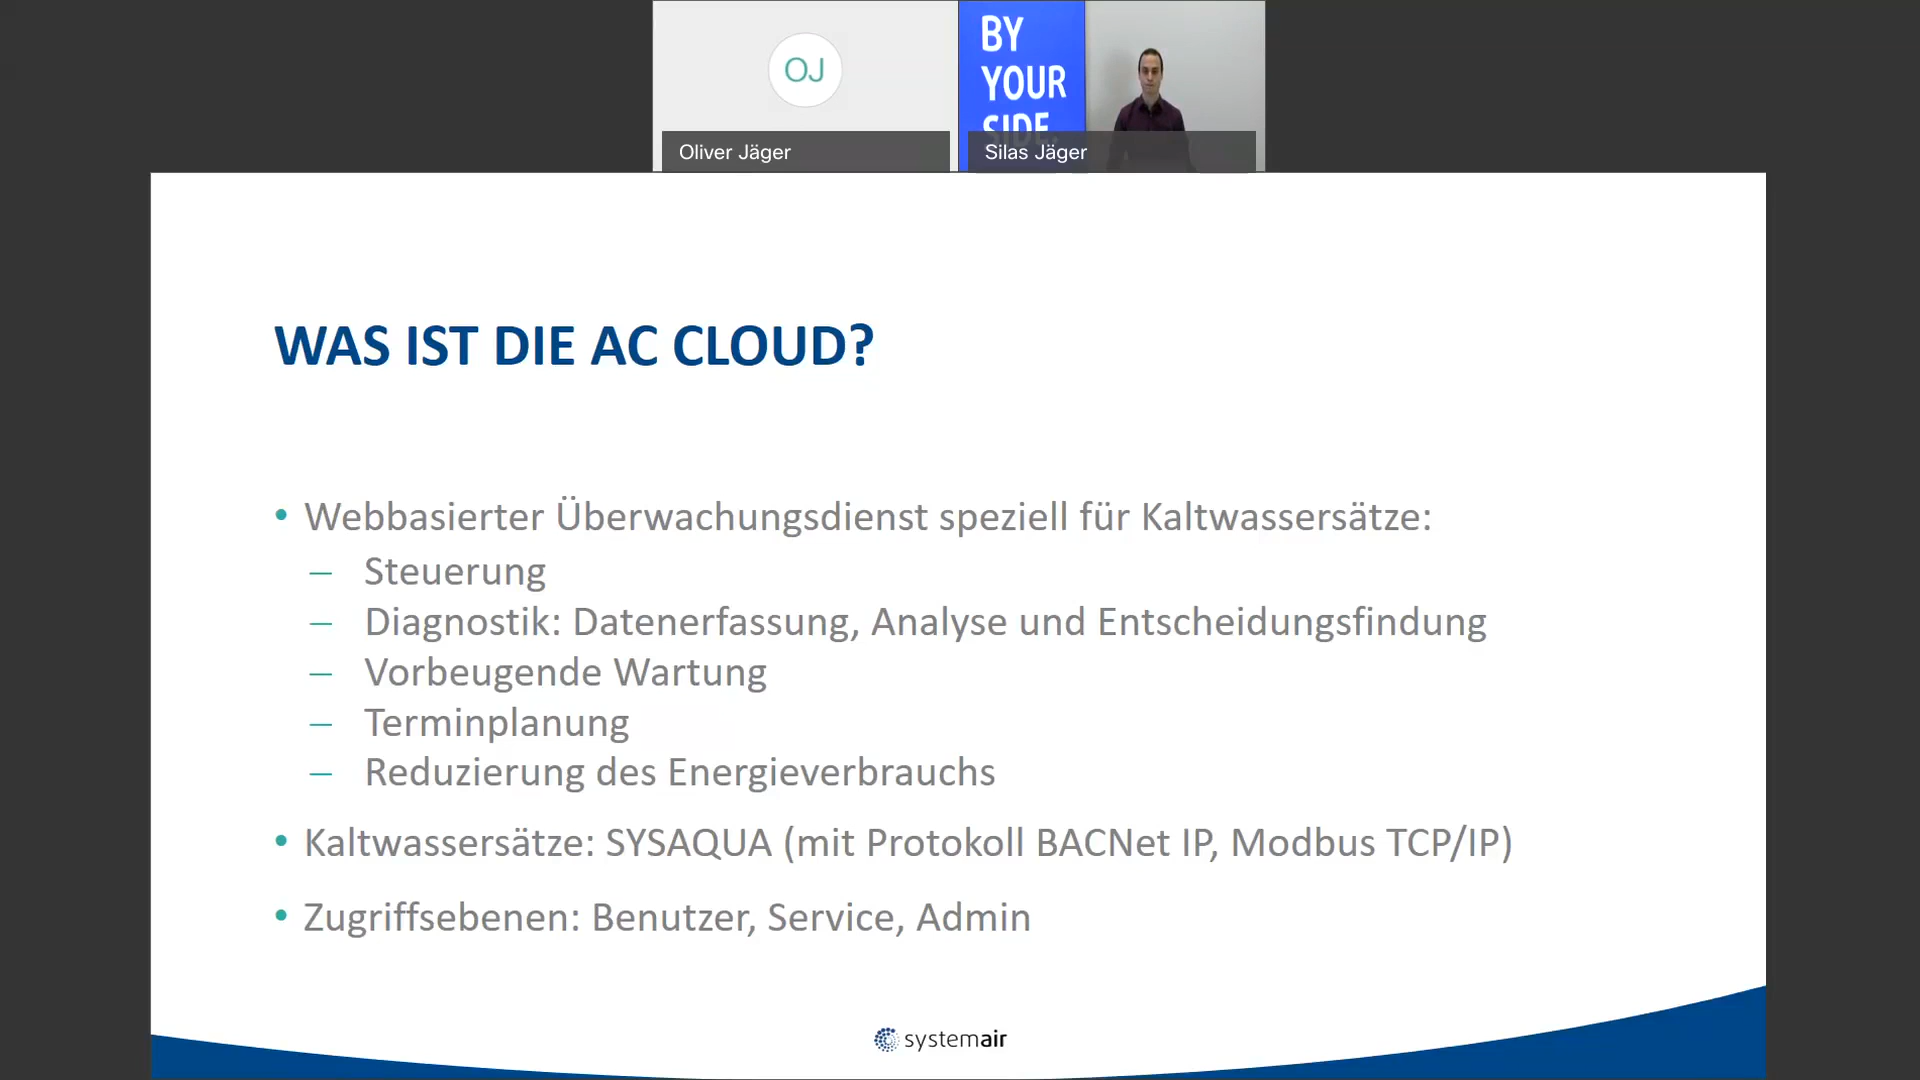 OJ
Oliver Jäger
BY
YOUR
SIDE.
Silas Jäger
WAS IST DIE AC CLOUD?
• Webbasierter Überwachungsdienst speziell für Kaltwassersätze:
– Steuerung
– Diagnostik: Datenerfassung, Analyse und Entscheidungsfindung
– Vorbeugende Wartung
– Terminplanung
– Reduzierung des Energieverbrauchs
• Kaltwassersätze: SYSAQUA (mit Protokoll BACNet IP, Modbus TCP/IP)
• Zugriffsebenen: Benutzer, Service, Admin
systemair